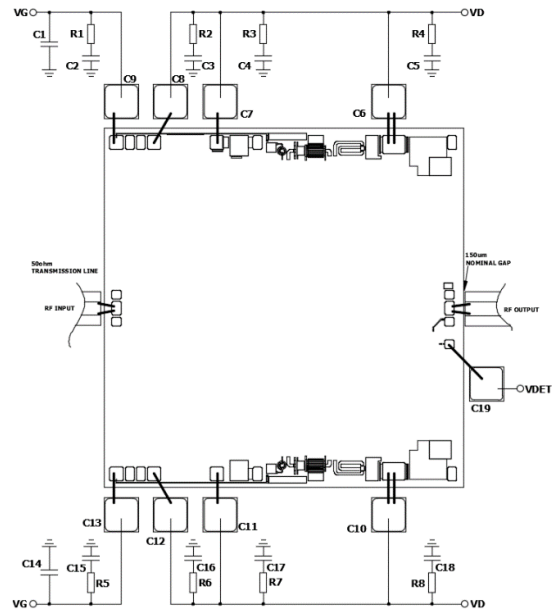 VG
VD
C1
R1
R2
R3
R4
C2
C3
C4
C5
C9
C8
C7
C6
50ohm
TRANSMISSION LINE
150um
NOMINAL GAP
RF INPUT
RF OUTPUT
VDET
C19
C13
C12
C11
C10
C14
C15
C16
C17
C18
R5
R6
R7
R8
VG
VD